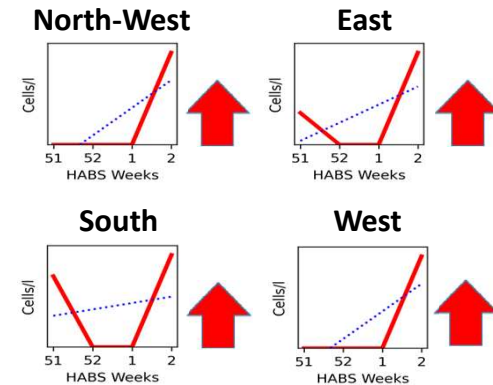 North-West
Cells/l
51 52 1 2
HABS Weeks
East
Cells/l
51 52 1 2
HABS Weeks
South
Cells/l
51 52 1 2
HABS Weeks
West
Cells/l
51 52 1 2
HABS Weeks